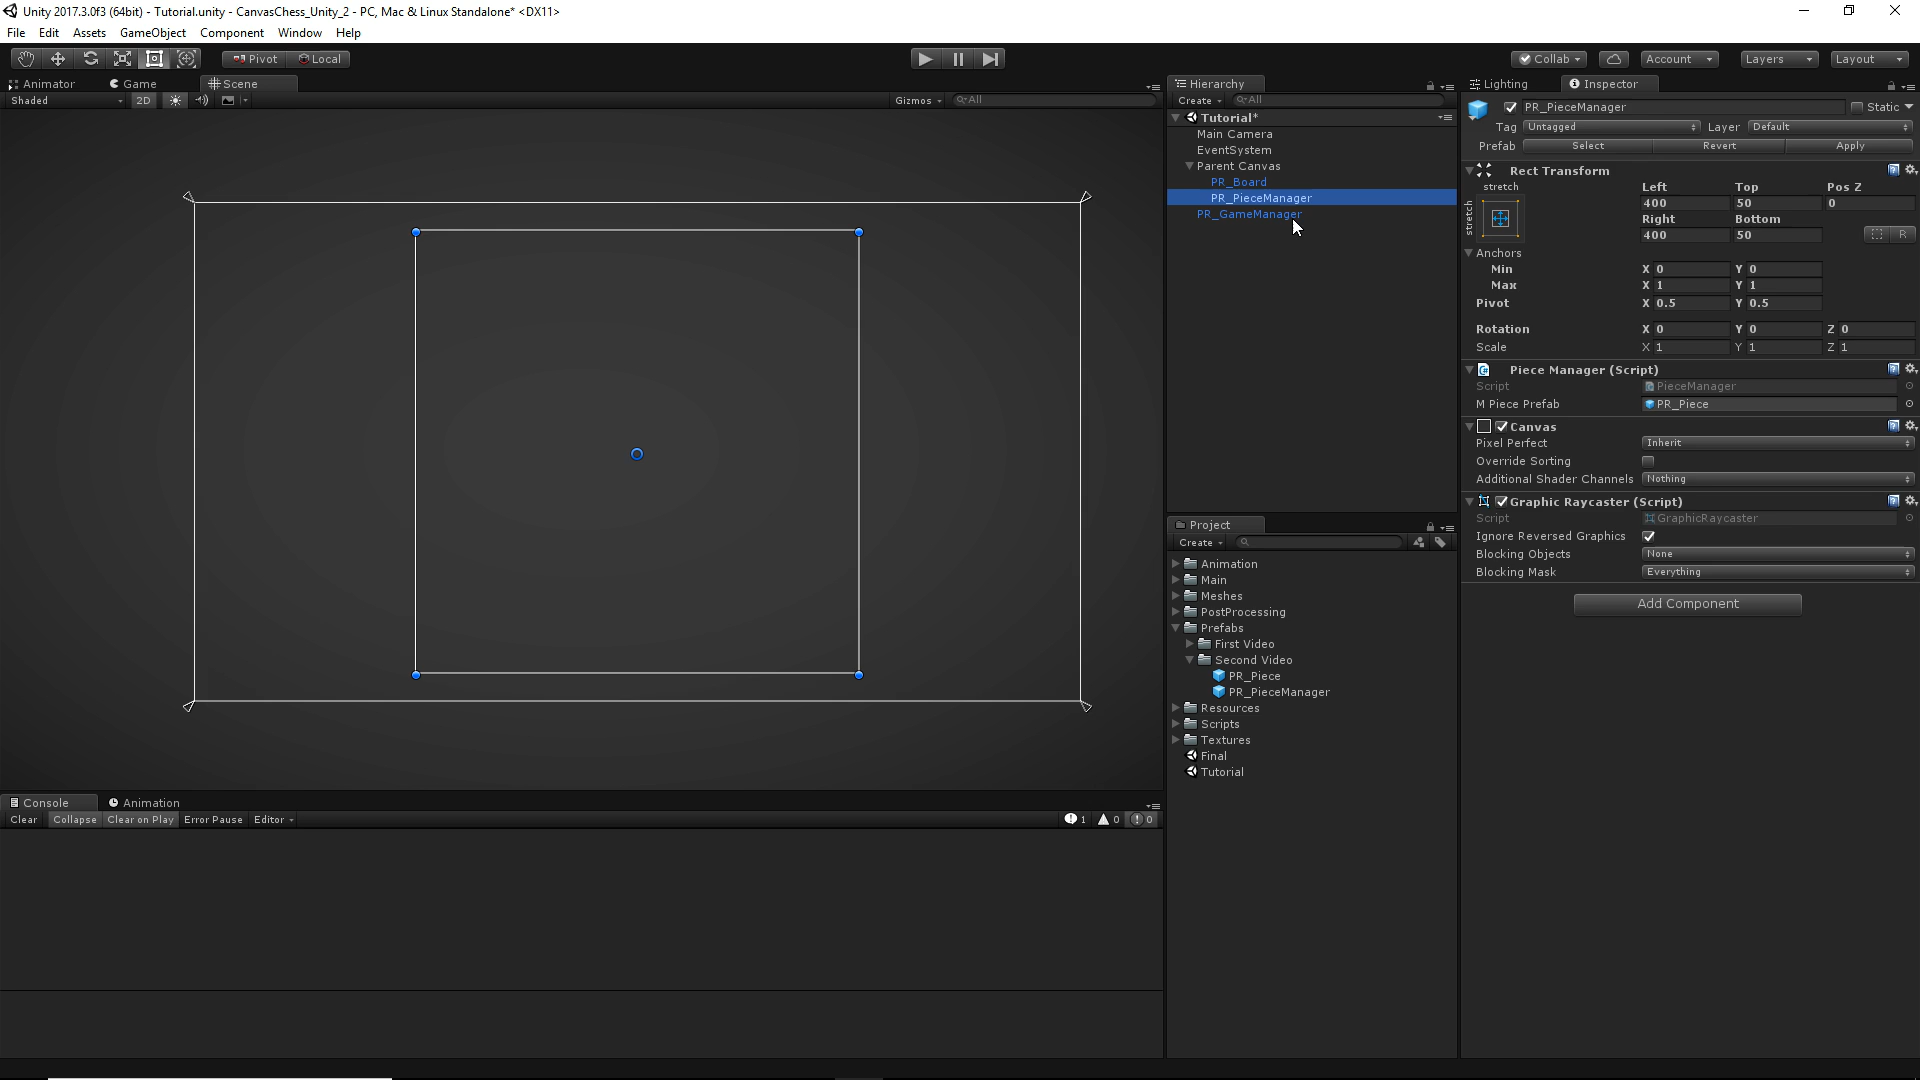 Unity 2017.3.0f3 (64bit) - Tutorial.unity - CanvasChess_Unity_2 - PC, Mac & Linux Standalone* <DX11>
File Edit Assets GameObject Component Window Help
Pivot Local Collab Account Layers Layout
Animator Game Scene
Shaded 2D Gizmos All
Hierarchy
Create All
Tutorial*
Main Camera
EventSystem
Parent Canvas
PR_Board
PR_PieceManager
PR_GameManager
Project
Create
Animation
Main
Meshes
PostProcessing
Prefabs
First Video
Second Video
PR_Piece
PR_PieceManager
Resources
Scripts
Textures
Final
Tutorial
Lighting Inspector
PR_PieceManager Static
Tag Untagged Layer Default
Prefab Select Revert Apply
Rect Transform
stretch Left Top Pos Z
stretch 400 50 0
Right Bottom
400 50 R
Anchors
Min X 0 Y 0
Max X 1 Y 1
Pivot X 0.5 Y 0.5
Rotation X 0 Y 0 Z 0
Scale X 1 Y 1 Z 1
Piece Manager (Script)
Script PieceManager
M Piece Prefab PR_Piece
Canvas
Pixel Perfect Inherit
Override Sorting
Additional Shader Channels Nothing
Graphic Raycaster (Script)
Script GraphicRaycaster
Ignore Reversed Graphics
Blocking Objects None
Blocking Mask Everything
Add Component
Console Animation
Clear Collapse Clear on Play Error Pause Editor 1 0 0